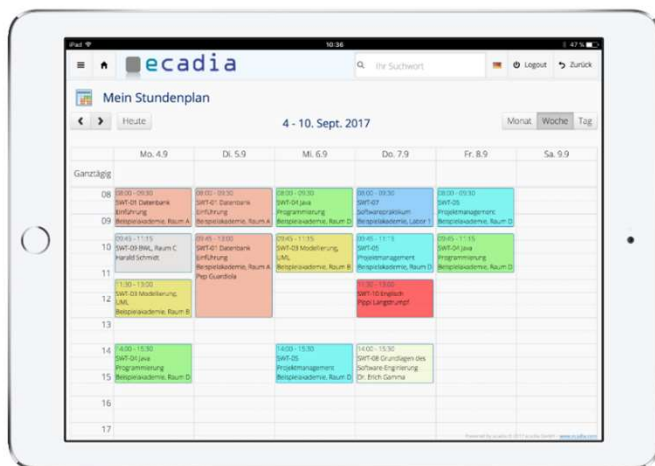 iPad
10:36
47 %
ecadia
Ihr Suchwort
Logout
Zurück
Mein Stundenplan
Heute
4 - 10. Sept. 2017
Monat Woche Tag
Mo. 4.9 Di. 5.9 Mi. 6.9 Do. 7.9 Fr. 8.9 Sa. 9.9
Ganztägig
08
09
10
11
12
13
14
15
16
17
08:00 - 09:30
SWT-01 Datenbank
Einführung
Beispielakademie, Raum A
09:45 - 11:15
SWT-09 BWL, Raum C
Harald Schmidt
11:30 - 13:00
SWT-03 Modellierung,
UML
Beispielakademie, Raum B
14:00 - 15:30
SWT-04 Java
Programmierung
Beispielakademie, Raum D
08:00 - 09:30
SWT-01 Datenbank
Einführung
Beispielakademie, Raum A
09:45 - 13:00
SWT-01 Datenbank
Einführung
Beispielakademie, Raum A
Pep Guardiola
08:00 - 09:30
SWT-04 Java
Programmierung
Beispielakademie, Raum D
09:45 - 11:15
SWT-03 Modellierung,
UML
Beispielakademie, Raum B
14:00 - 15:30
SWT-05
Projektmanagement
Beispielakademie, Raum D
08:00 - 09:30
SWT-07
Softwarepraktikum
Beispielakademie, Labor 1
09:45 - 11:15
SWT-05
Projektmanagement
Beispielakademie, Raum D
11:30 - 13:00
SWT-10 Englisch
Pippi Langstrumpf
14:00 - 15:30
SWT-08 Grundlagen des
Software-Enginierung
Dr. Erich Gamma
08:00 - 09:30
SWT-05
Projektmanagement
Beispielakademie, Raum D
09:45 - 11:15
SWT-04 Java
Programmierung
Beispielakademie, Raum D
Powered by ecadia © 2017 ecadia GmbH - www.ecadia.com